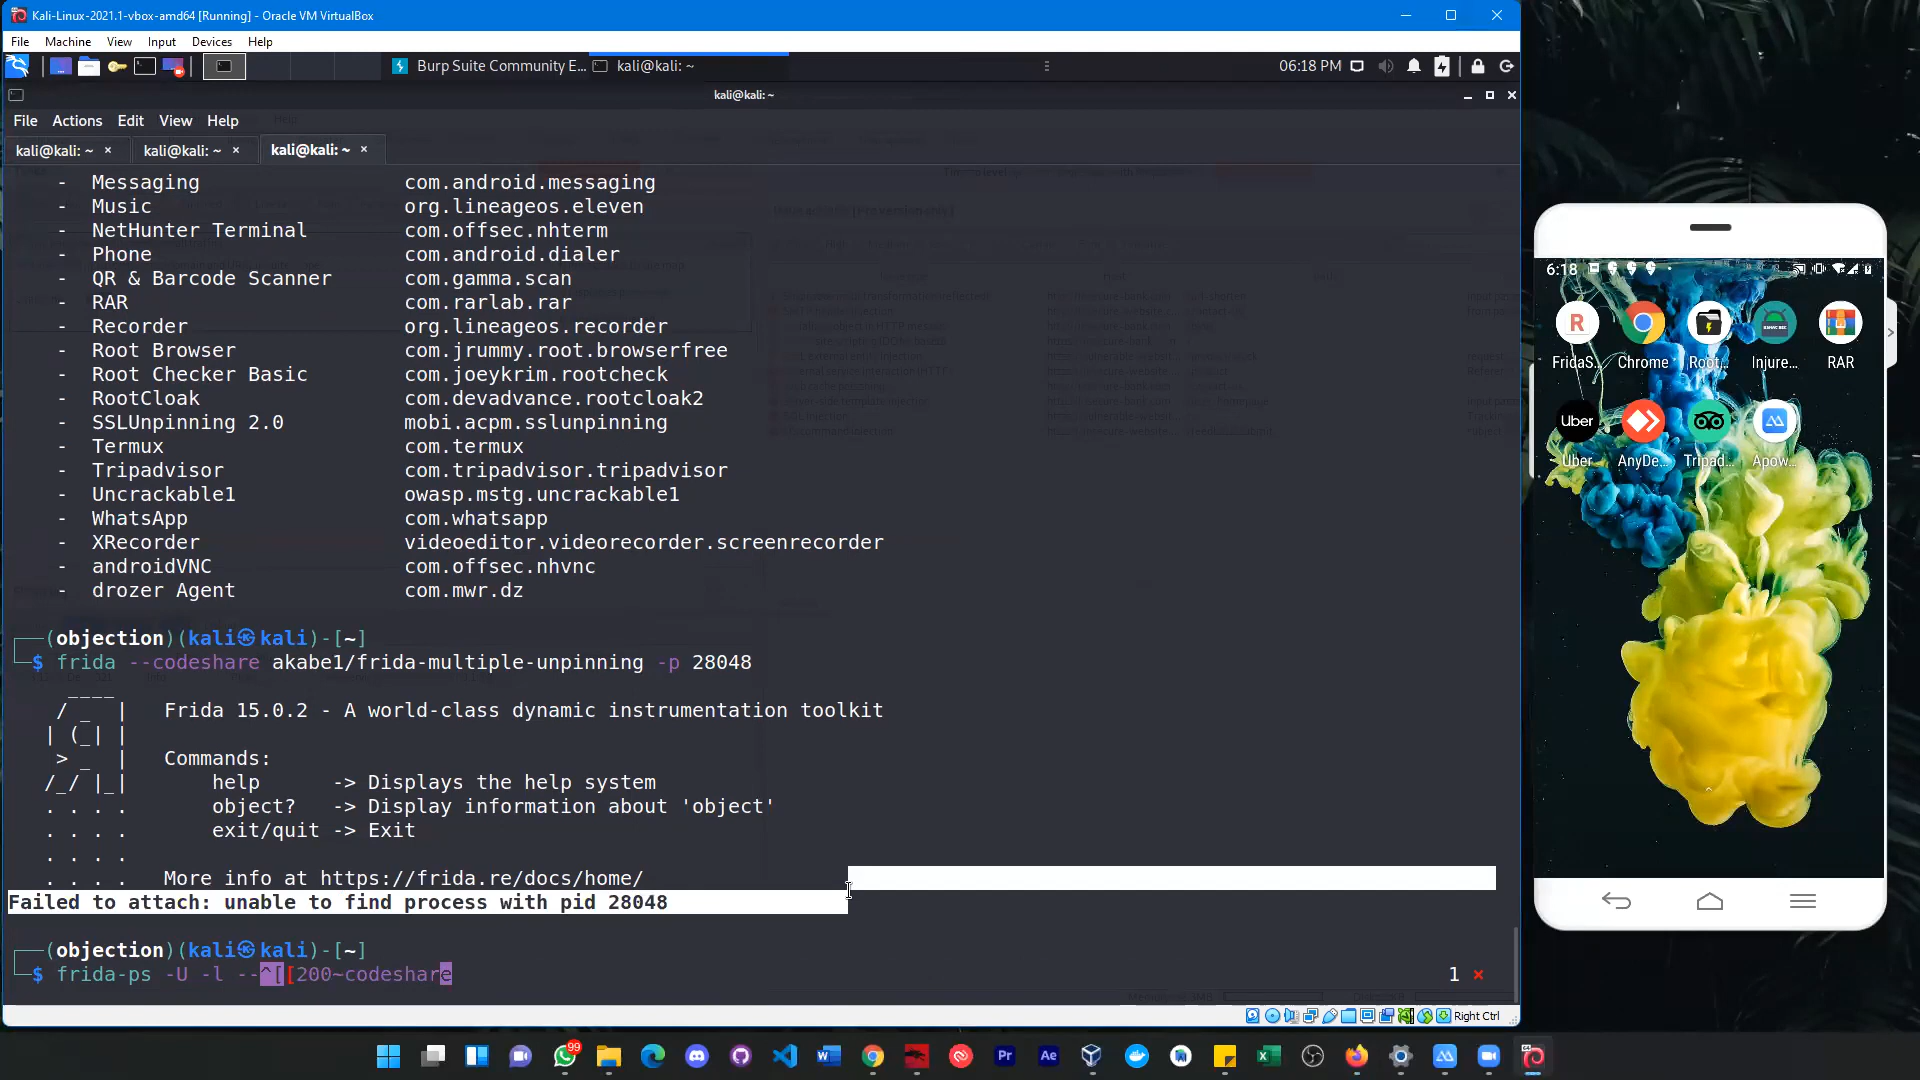 Kali-Linux-2021.1-vbox-amd64 [Running] - Oracle VM VirtualBox
File Machine View Input Devices Help
Burp Suite Community E... kali@kali: ~ 06:18 PM
kali@kali: ~
File Actions Edit View Help
kali@kali: ~ × kali@kali: ~ × kali@kali: ~ ×
- Messaging com.android.messaging
- Music org.lineageos.eleven
- NetHunter Terminal com.offsec.nhterm
- Phone com.android.dialer
- QR & Barcode Scanner com.gamma.scan
- RAR com.rarlab.rar
- Recorder org.lineageos.recorder
- Root Browser com.jrummy.root.browserfree
- Root Checker Basic com.joeykrim.rootcheck
- RootCloak com.devadvance.rootcloak2
- SSLUnpinning 2.0 mobi.acpm.sslunpinning
- Termux com.termux
- Tripadvisor com.tripadvisor.tripadvisor
- Uncrackable1 owasp.mstg.uncrackable1
- WhatsApp com.whatsapp
- XRecorder videoeditor.videorecorder.screenrecorder
- androidVNC com.offsec.nhvnc
- drozer Agent com.mwr.dz
┌──(objection)(kali㉿kali)-[~]
└─$ frida --codeshare akabe1/frida-multiple-unpinning -p 28048
     ____
    / _  |   Frida 15.0.2 - A world-class dynamic instrumentation toolkit
   | (_| |
    > _  |   Commands:
   /_/ |_|       help      -> Displays the help system
   . . . .       object?   -> Display information about 'object'
   . . . .       exit/quit -> Exit
   . . . .
   . . . .   More info at https://frida.re/docs/home/
Failed to attach: unable to find process with pid 28048
┌──(objection)(kali㉿kali)-[~]
└─$ frida-ps -U -l --^[[200~codeshare 1 ×
Right Ctrl
6:18
FridaS... Chrome Root... Injure... RAR
Uber
Uber AnyDe... Tripad... Apow...
99
Pr Ae